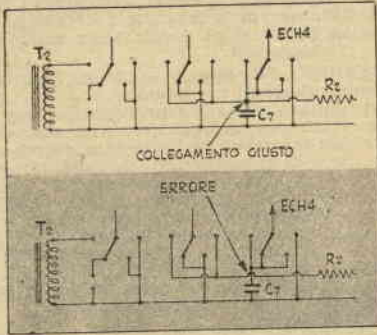 ECH4
T2
R2
C7
COLLEGAMENTO GIUSTO
ERRORE
ECH4
T2
R2
C7